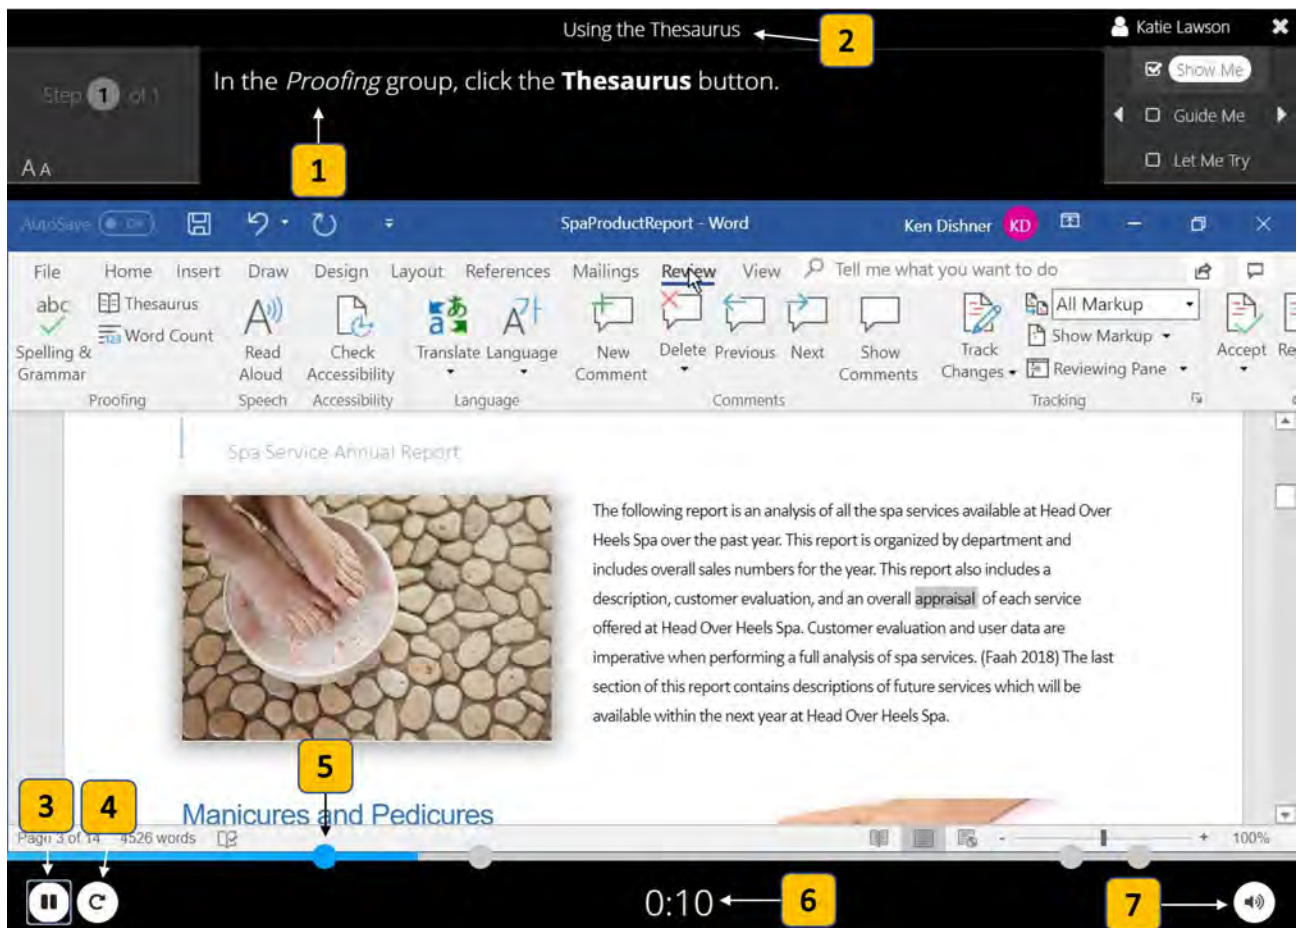 Using the Thesaurus
2
Katie Lawson
Step 1 of 1
In the Proofing group, click the Thesaurus button.
Show Me
Guide Me
Let Me Try
1
A A
AutoSave
SpaProductReport - Word
Ken Dishner KD
File Home Insert Draw Design Layout References Mailings Review View Tell me what you want to do
abc
Spelling & Grammar
Thesaurus
Word Count
Read Aloud
Check Accessibility
Translate
Language
New Comment
Delete
Previous
Next
Show Comments
Track Changes
All Markup
Show Markup
Reviewing Pane
Accept
Re
Proofing Speech Accessibility Language Comments Tracking
Spa Service Annual Report
The following report is an analysis of all the spa services available at Head Over
Heels Spa over the past year. This report is organized by department and
includes overall sales numbers for the year. This report also includes a
description, customer evaluation, and an overall appraisal of each service
offered at Head Over Heels Spa. Customer evaluation and user data are
imperative when performing a full analysis of spa services. (Faah 2018) The last
section of this report contains descriptions of future services which will be
available within the next year at Head Over Heels Spa.
5
3
4
Manicures and Pedicures
Page 3 of 14 4526 words
- + 100%
0:10
6
7